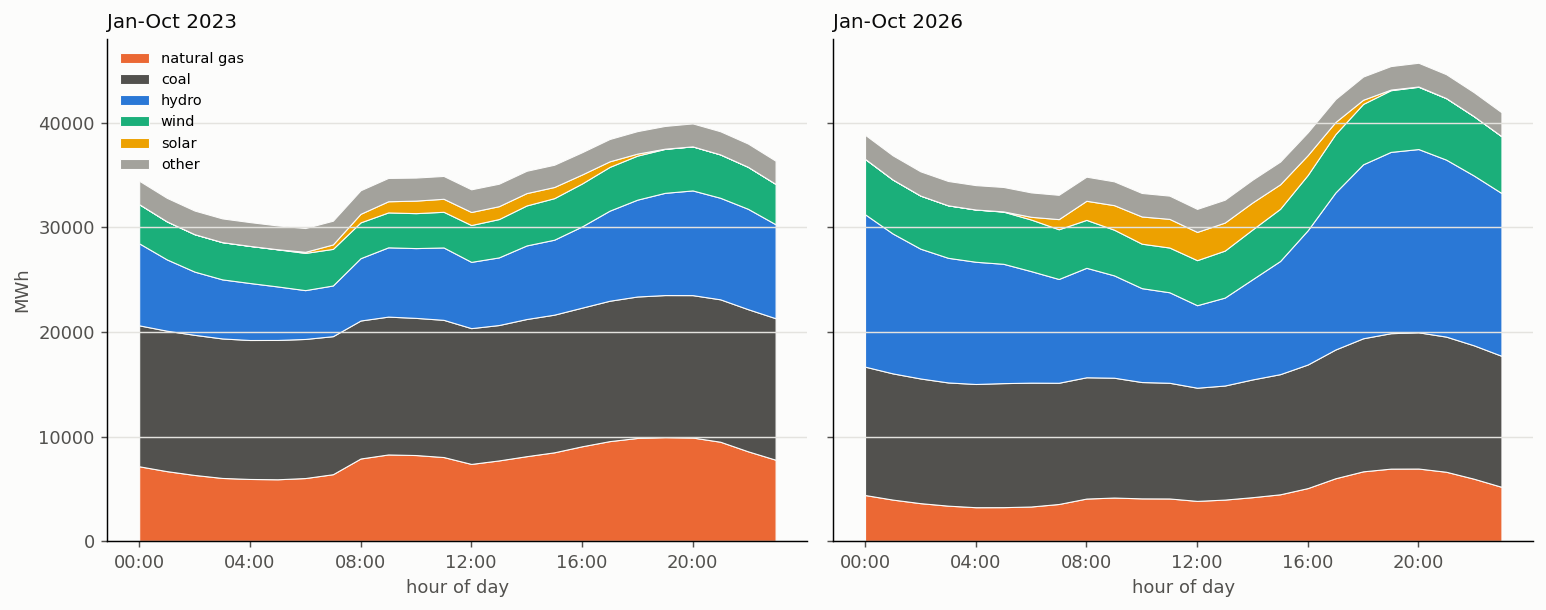 Jan-Oct 2023
Jan-Oct 2026
natural gas
coal
hydro
wind
solar
other
MWh
40000
30000
20000
10000
0
00:00 04:00 08:00 12:00 16:00 20:00
hour of day
00:00 04:00 08:00 12:00 16:00 20:00
hour of day